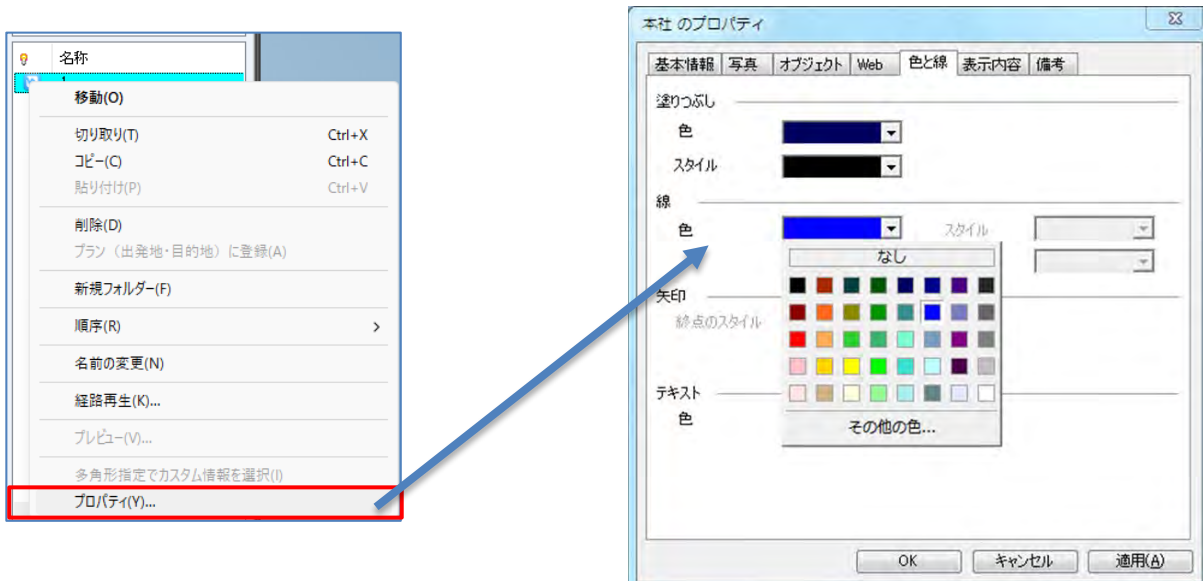 名称
移動(O)
切り取り(T) Ctrl+X
コピー(C) Ctrl+C
貼り付け(P) Ctrl+V
削除(D)
プラン（出発地・目的地）に登録(A)
新規フォルダー(F)
順序(R) >
名前の変更(N)
経路再生(K)...
プレビュー(V)...
多角形指定でカスタム情報を選択(I)
プロパティ(Y)...
本社 のプロパティ
基本情報 写真 オブジェクト Web 色と線 表示内容 備考
塗りつぶし
色
スタイル
線
色 スタイル
なし
矢印
終点のスタイル
テキスト
色
その他の色...
OK キャンセル 適用(A)